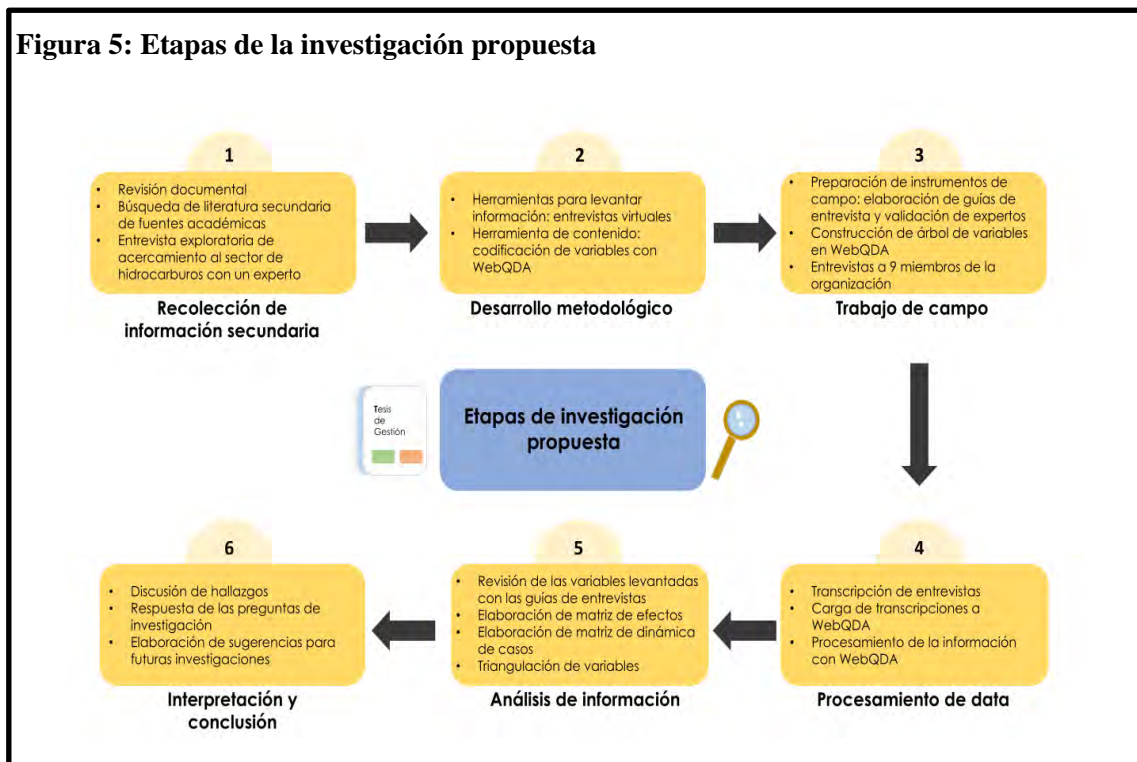 Figura 5: Etapas de la investigación propuesta
1
• Revisión documental
• Búsqueda de literatura secundaria
de fuentes académicas
• Entrevista exploratoria de
acercamiento al sector de
hidrocarburos con un experto
Recolección de
información secundaria
2
• Herramientas para levantar
información: entrevistas virtuales
• Herramienta de contenido:
codificación de variables con
WebQDA
Desarrollo metodológico
3
• Preparación de instrumentos de
campo: elaboración de guías de
entrevista y validación de expertos
• Construcción de árbol de variables
en WebQDA
• Entrevistas a 9 miembros de la
organización
Trabajo de campo
Tesis
de
Gestión
Etapas de investigación
propuesta
4
• Transcripción de entrevistas
• Carga de transcripciones a
WebQDA
• Procesamiento de la información
con WebQDA
Procesamiento de data
5
• Revisión de las variables levantadas
con las guías de entrevistas
• Elaboración de matriz de efectos
• Elaboración de matriz de dinámica
de casos
• Triangulación de variables
Análisis de información
6
• Discusión de hallazgos
• Respuesta de las preguntas de
investigación
• Elaboración de sugerencias para
futuras investigaciones
Interpretación y
conclusión